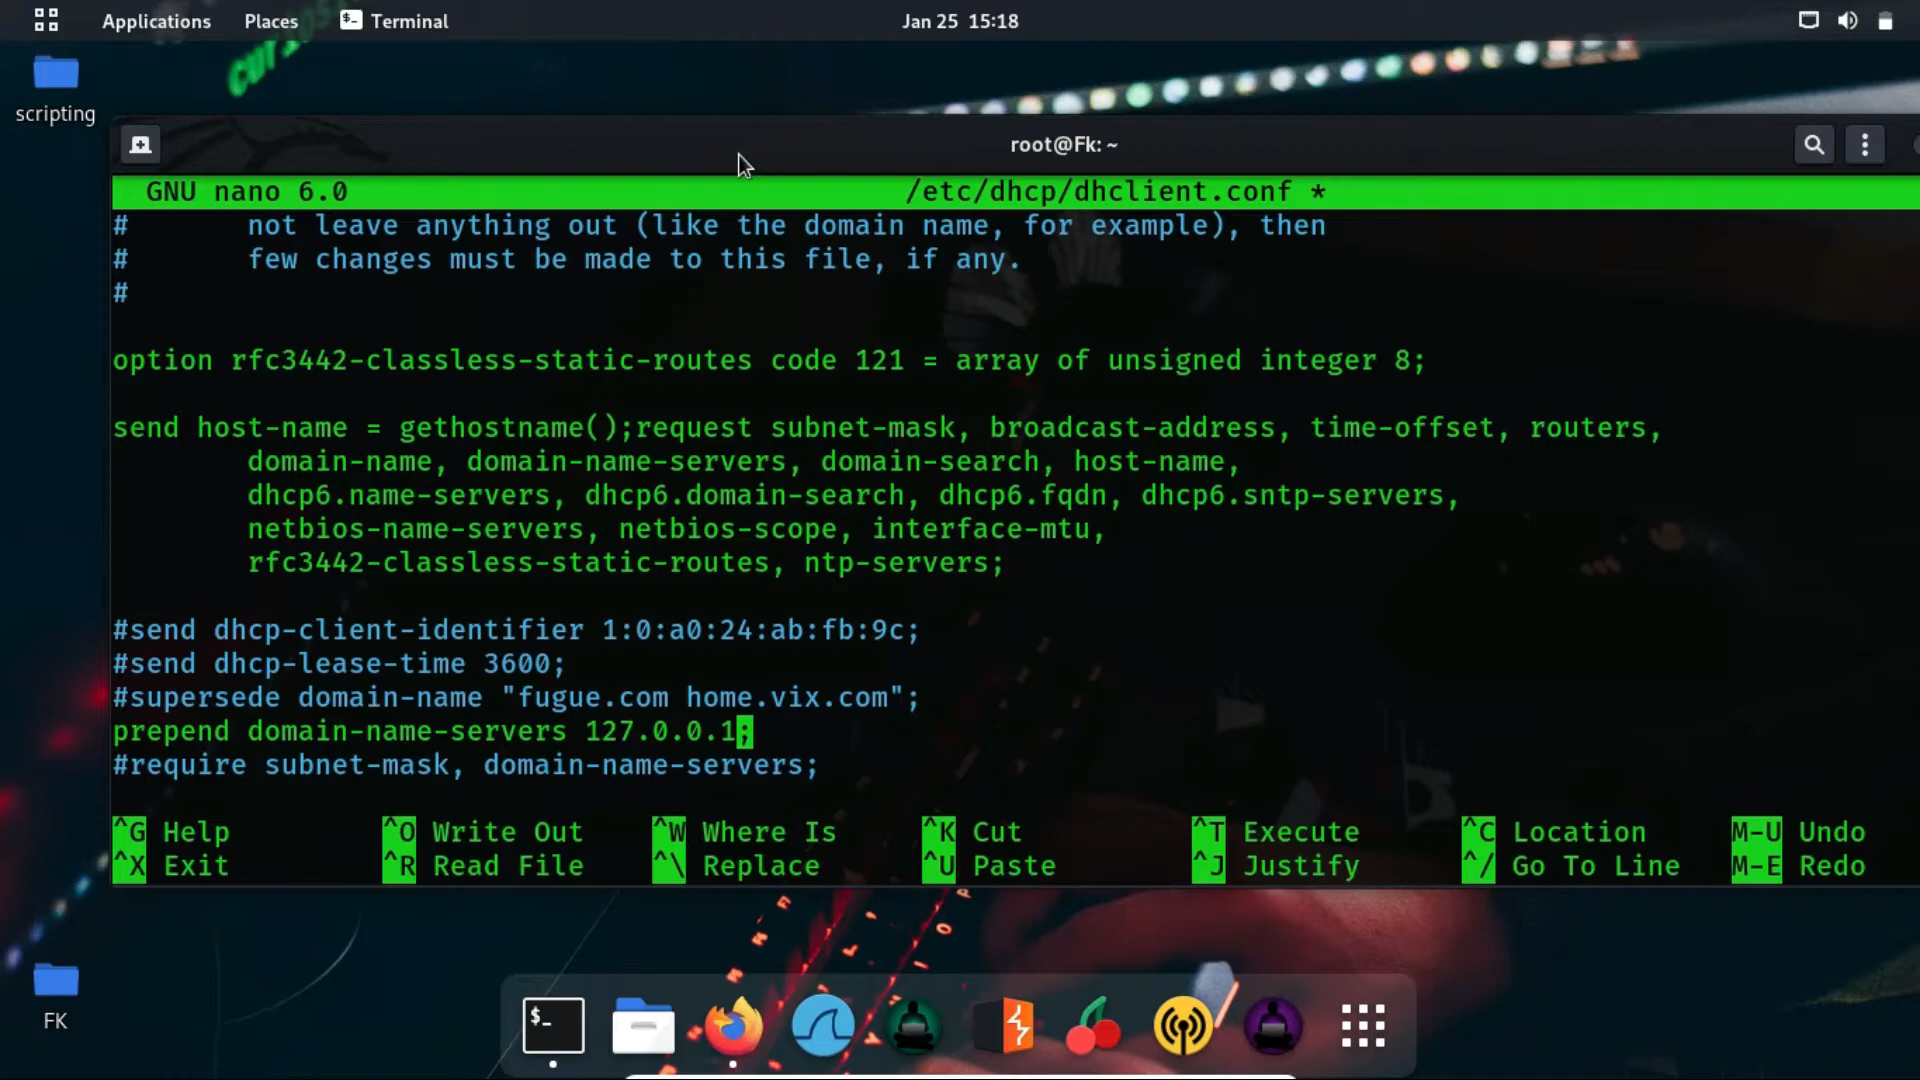 Applications Places Terminal Jan 25 15:18
scripting
root@Fk: ~
GNU nano 6.0 /etc/dhcp/dhclient.conf *
# not leave anything out (like the domain name, for example), then
# few changes must be made to this file, if any.
#
option rfc3442-classless-static-routes code 121 = array of unsigned integer 8;
send host-name = gethostname();request subnet-mask, broadcast-address, time-offset, routers,
domain-name, domain-name-servers, domain-search, host-name,
dhcp6.name-servers, dhcp6.domain-search, dhcp6.fqdn, dhcp6.sntp-servers,
netbios-name-servers, netbios-scope, interface-mtu,
rfc3442-classless-static-routes, ntp-servers;
#send dhcp-client-identifier 1:0:a0:24:ab:fb:9c;
#send dhcp-lease-time 3600;
#supersede domain-name "fugue.com home.vix.com";
prepend domain-name-servers 127.0.0.1;
#require subnet-mask, domain-name-servers;
^G Help ^O Write Out ^W Where Is ^K Cut ^T Execute ^C Location M-U Undo
^X Exit ^R Read File ^\ Replace ^U Paste ^J Justify ^/ Go To Line M-E Redo
FK